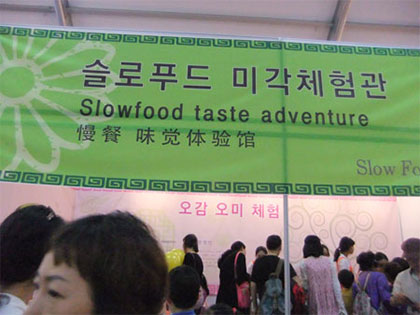 슬로푸드 미각체험관
Slowfood taste adventure
慢餐 味觉体验馆
Slow Fo
오감 오미 체험